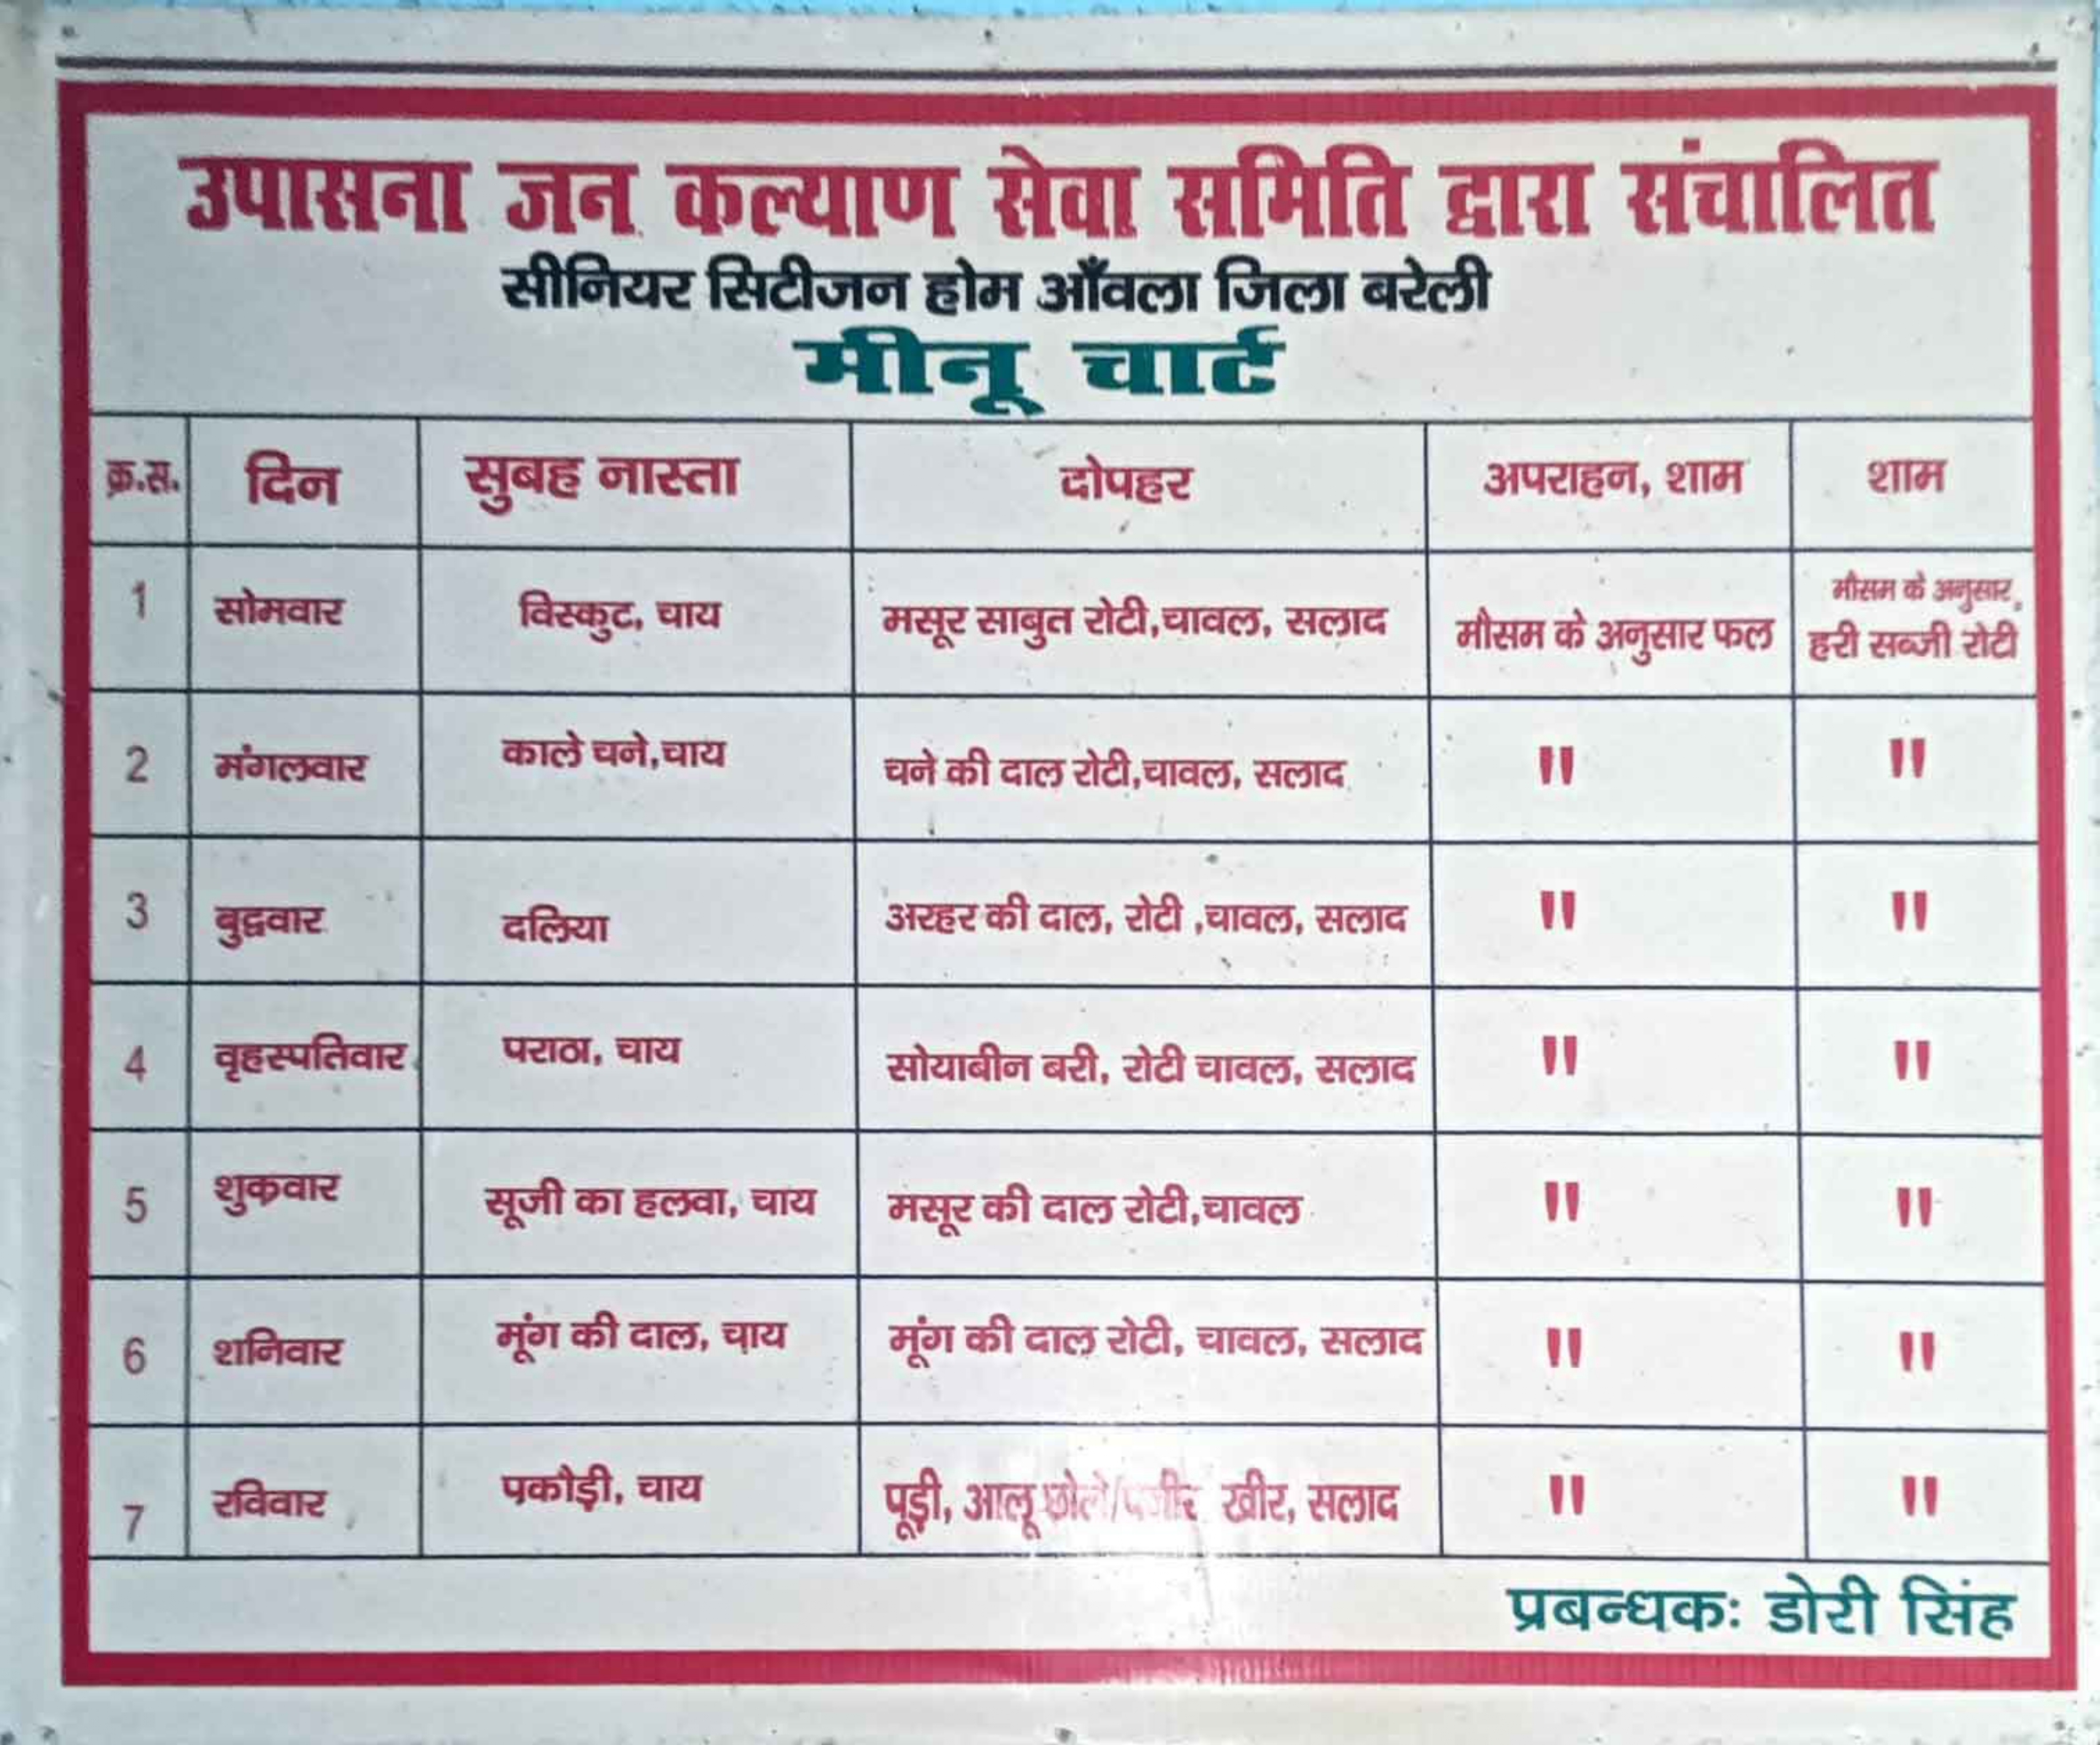 उपासना जन कल्याण सेवा समिति द्वारा संचालित
सीनियर सिटीजन होम आँवला जिला बरेली
मीनू चार्ट
क्र.स. दिन सुबह नास्ता दोपहर अपराहन, शाम शाम
1 सोमवार विस्कुट, चाय मसूर साबुत रोटी,चावल, सलाद मौसम के अनुसार फल मौसम के अनुसार, हरी सब्जी रोटी
2 मंगलवार काले चने,चाय चने की दाल रोटी,चावल, सलाद " "
3 बुद्ववार दलिया अरहर की दाल, रोटी ,चावल, सलाद " "
4 वृहस्पतिवार पराठा, चाय सोयाबीन बरी, रोटी चावल, सलाद " "
5 शुक्रवार सूजी का हलवा, चाय मसूर की दाल रोटी,चावल " "
6 शनिवार मूंग की दाल, चाय मूंग की दाल रोटी, चावल, सलाद " "
7 रविवार पकौड़ी, चाय पूड़ी, आलू छोले/ खीर, सलाद " "
प्रबन्धकः डोरी सिंह